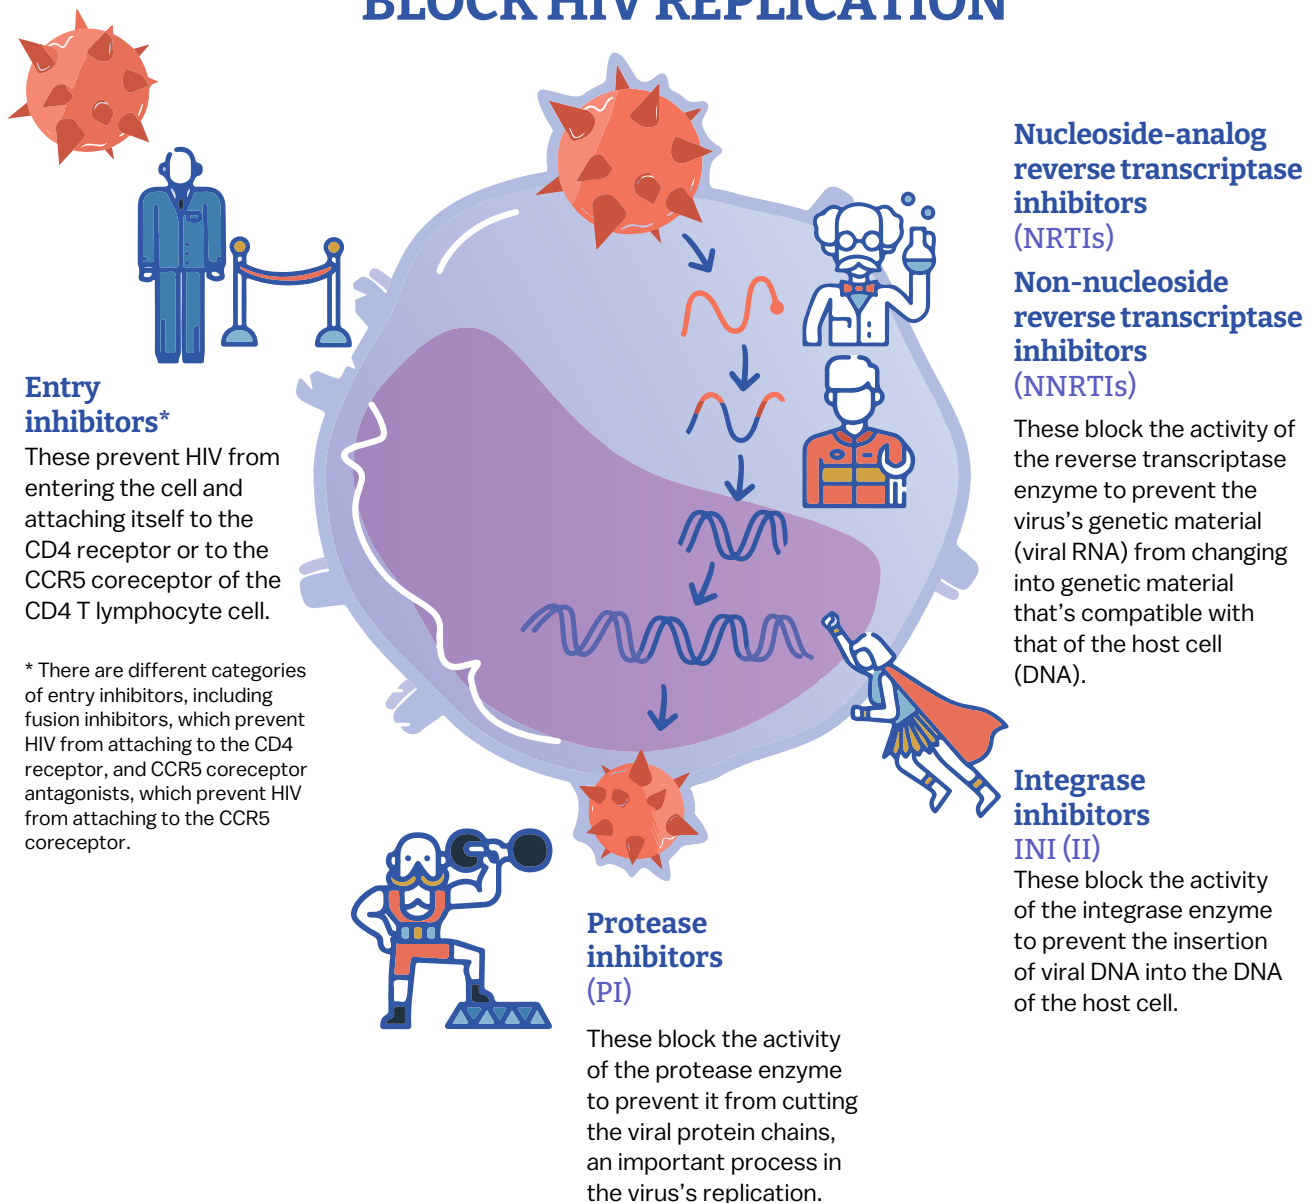 BLOCK HIV REPLICATION
Entry
inhibitors*
These prevent HIV from
entering the cell and
attaching itself to the
CD4 receptor or to the
CCR5 coreceptor of the
CD4 T lymphocyte cell.
* There are different categories
of entry inhibitors, including
fusion inhibitors, which prevent
HIV from attaching to the CD4
receptor, and CCR5 coreceptor
antagonists, which prevent HIV
from attaching to the CCR5
coreceptor.
Nucleoside-analog
reverse transcriptase
inhibitors
(NRTIs)
Non-nucleoside
reverse transcriptase
inhibitors
(NNRTIs)
These block the activity of
the reverse transcriptase
enzyme to prevent the
virus’s genetic material
(viral RNA) from changing
into genetic material
that’s compatible with
that of the host cell
(DNA).
Integrase
inhibitors
INI (II)
These block the activity
of the integrase enzyme
to prevent the insertion
of viral DNA into the DNA
of the host cell.
Protease
inhibitors
(PI)
These block the activity
of the protease enzyme
to prevent it from cutting
the viral protein chains,
an important process in
the virus’s replication.